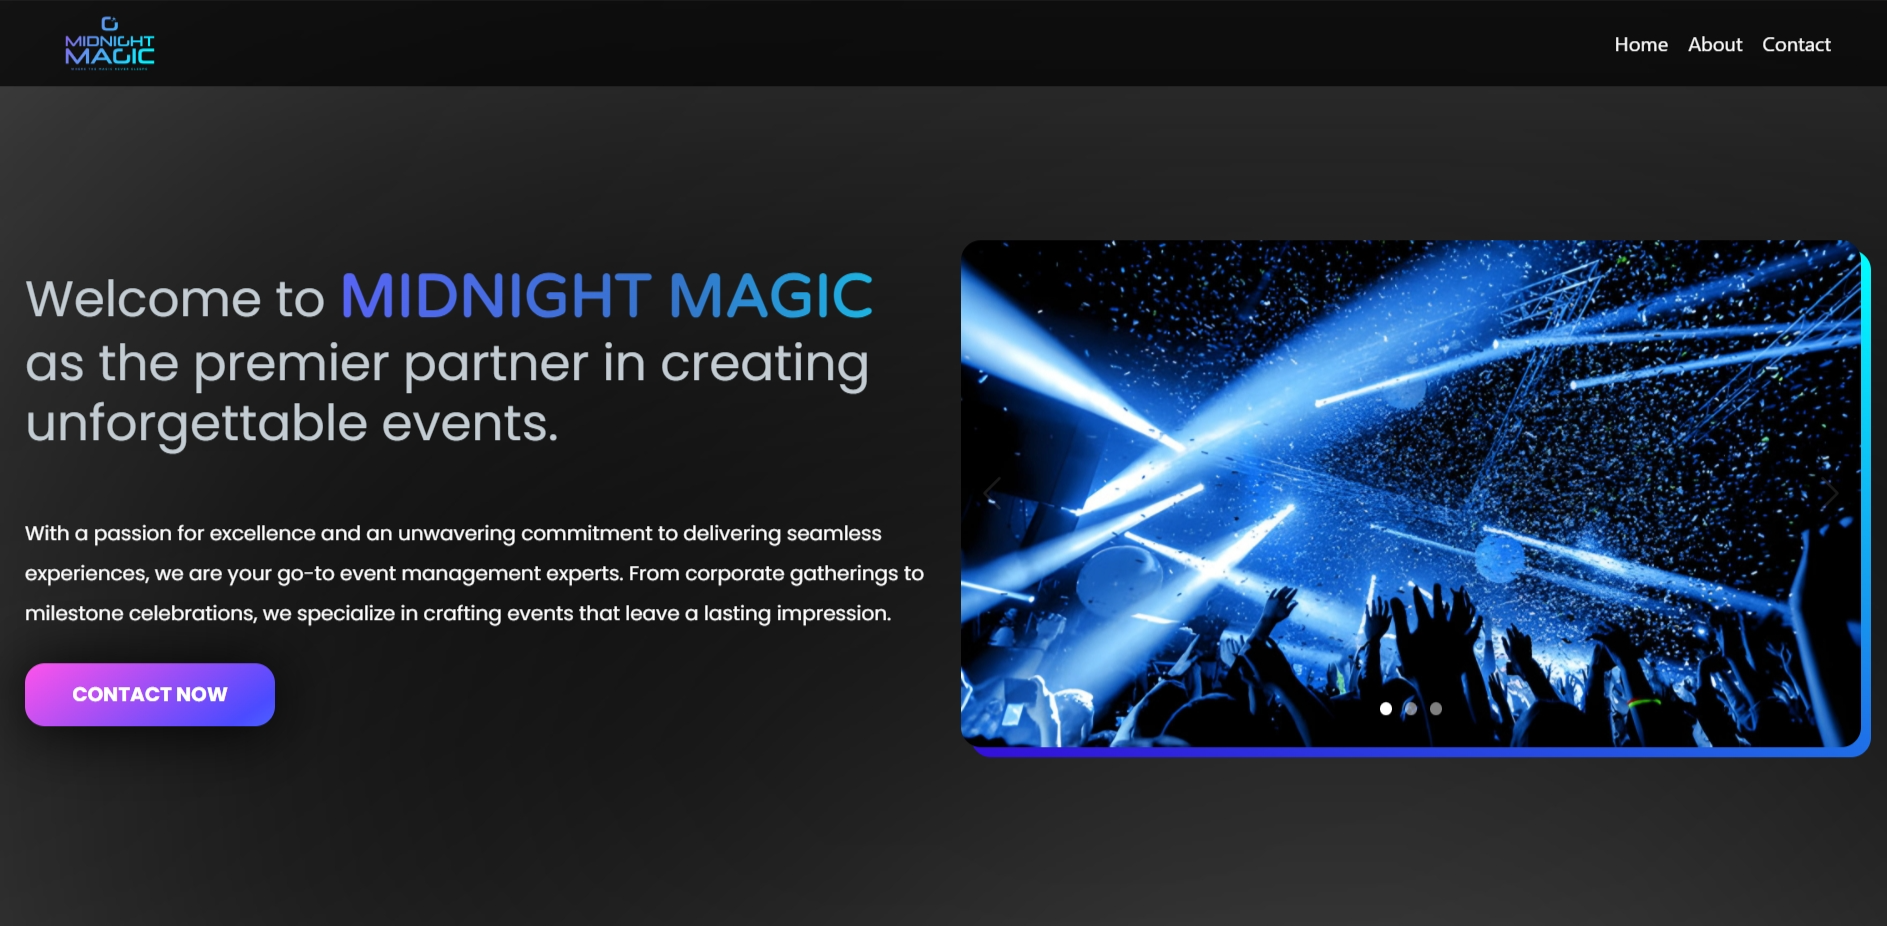 MIDNIGHT
MAGIC
Home About Contact
Welcome to MIDNIGHT MAGIC
as the premier partner in creating
unforgettable events.
With a passion for excellence and an unwavering commitment to delivering seamless
experiences, we are your go-to event management experts. From corporate gatherings to
milestone celebrations, we specialize in crafting events that leave a lasting impression.
CONTACT NOW